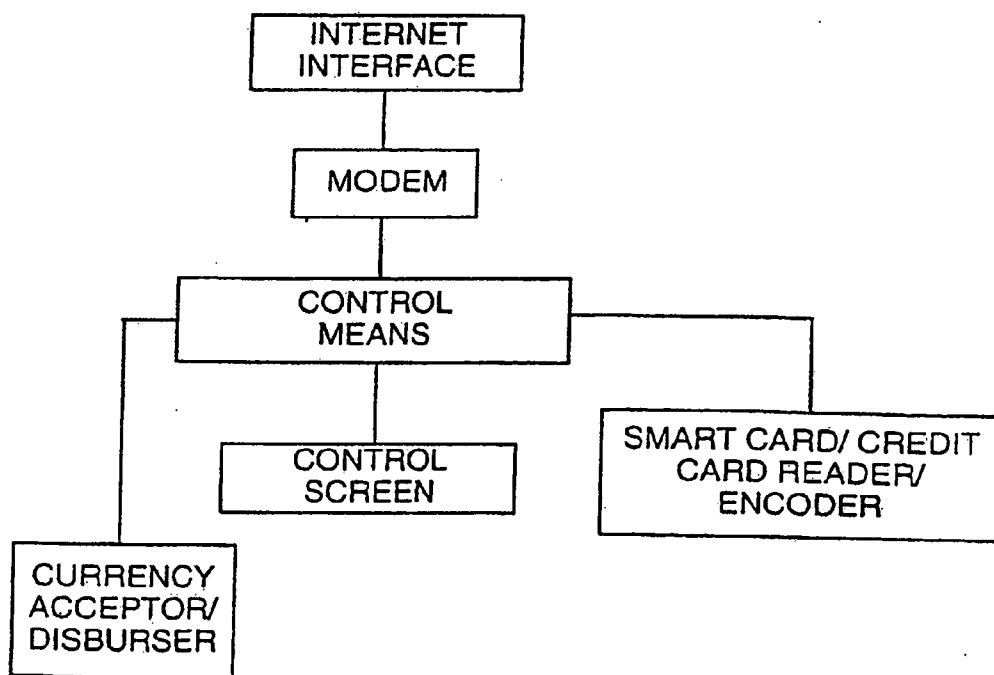 INTERNET
INTERFACE
MODEM
CONTROL
MEANS
CONTROL
SCREEN
SMART CARD/ CREDIT
CARD READER/
ENCODER
CURRENCY
ACCEPTOR/
DISBURSER